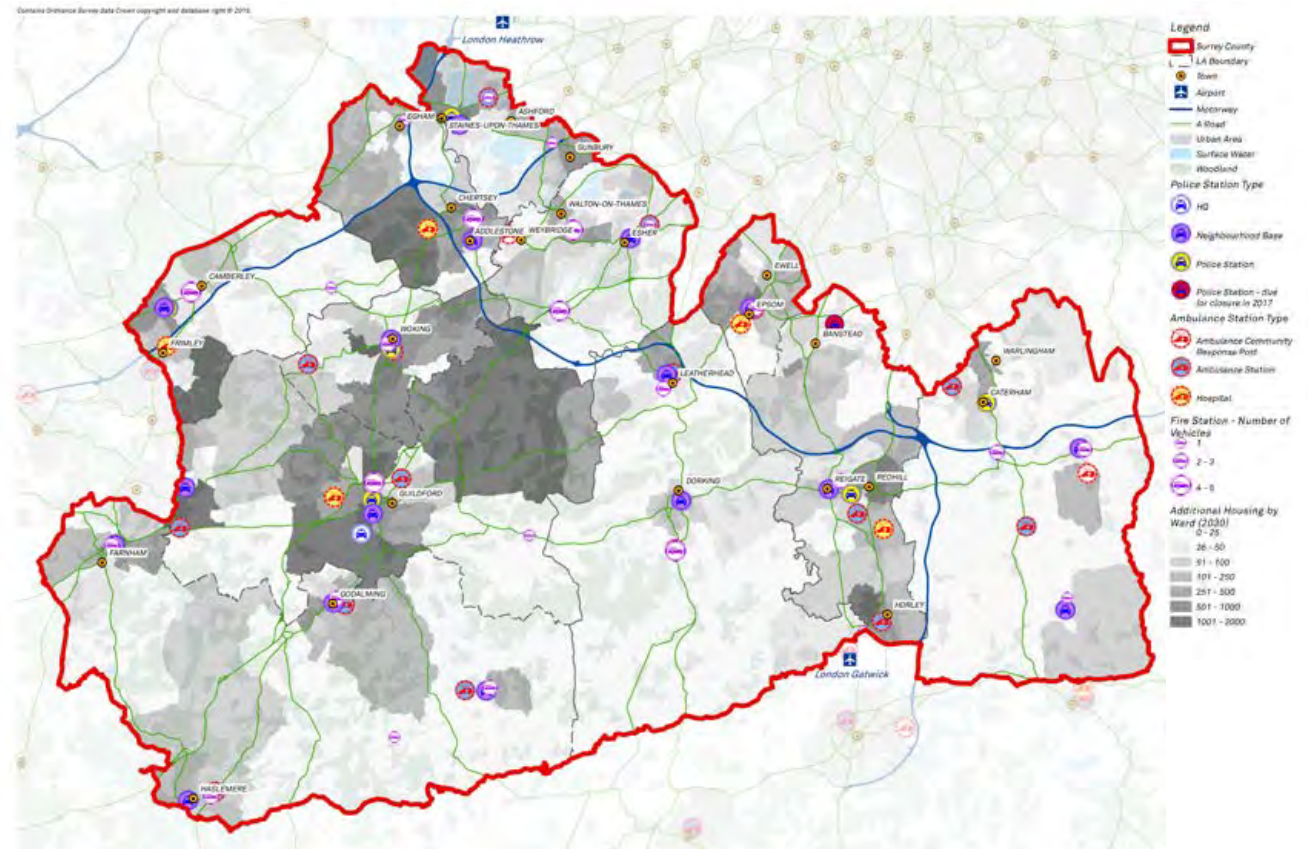 Contains Ordnance Survey data Crown copyright and database right © 2016.
London Heathrow
EGHAM
ASHFORD
STAINES-UPON-THAMES
SUNBURY
CHERTSEY
WALTON-ON-THAMES
ADDLESTONE
WEYBRIDGE
ESHER
EWELL
CAMBERLEY
EPSOM
BANSTEAD
FRIMLEY
WOKING
WARLINGHAM
LEATHERHEAD
CATERHAM
DORKING
REIGATE
REDHILL
GUILDFORD
FARNHAM
GODALMING
HORLEY
London Gatwick
HASLEMERE
Legend
Surrey County
LA Boundary
Town
Airport
Motorway
A Road
Urban Area
Surface Water
Woodland
Police Station Type
HQ
Neighbourhood Base
Police Station
Police Station - due
for closure in 2017
Ambulance Station Type
Ambulance Community
Response Post
Ambulance Station
Hospital
Fire Station - Number of
Vehicles
1
2 - 3
Additional Housing by
Ward (2030)
0 - 25
26 - 50
101 - 250
251 - 500
501 - 1000
1001 - 2000